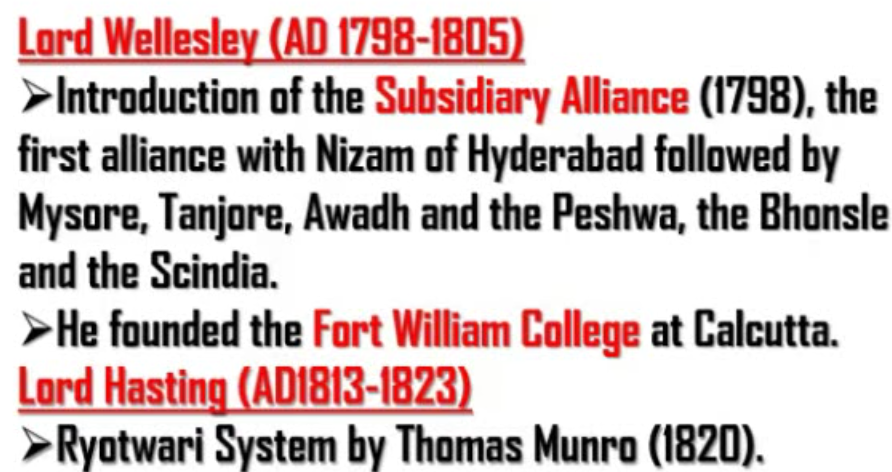 Lord Wellesley (AD 1798-1805)
➢Introduction of the Subsidiary Alliance (1798), the
first alliance with Nizam of Hyderabad followed by
Mysore, Tanjore, Awadh and the Peshwa, the Bhonsle
and the Scindia.
➢He founded the Fort William College at Calcutta.
Lord Hasting (AD1813-1823)
➢Ryotwari System by Thomas Munro (1820).